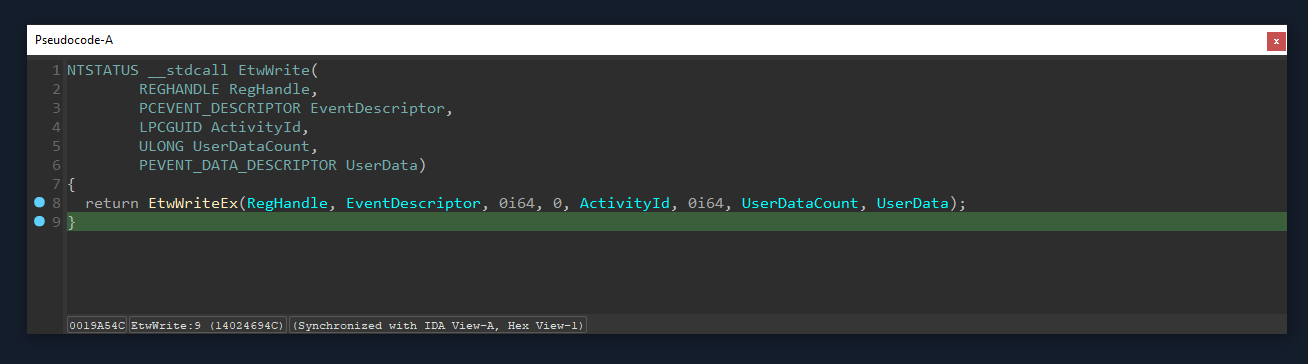 Pseudocode-A
x
1 NTSTATUS __stdcall EtwWrite(
2 REGHANDLE RegHandle,
3 PCEVENT_DESCRIPTOR EventDescriptor,
4 LPCGUID ActivityId,
5 ULONG UserDataCount,
6 PEVENT_DATA_DESCRIPTOR UserData)
7 {
8 return EtwWriteEx(RegHandle, EventDescriptor, 0i64, 0, ActivityId, 0i64, UserDataCount, UserData);
9 }
0019A54C EtwWrite:9 (14024694C) (Synchronized with IDA View-A, Hex View-1)